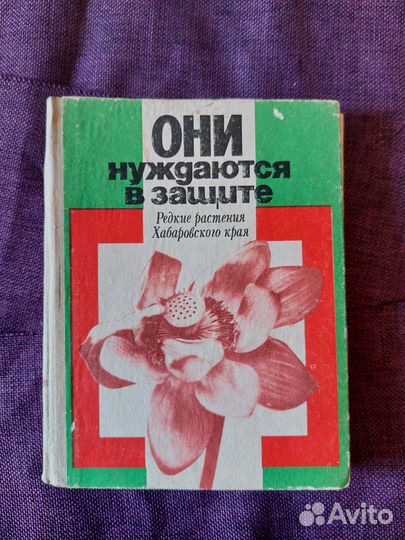 ОНИ
нуждаются
в защите
Редкие растения
Хабаровского края
Avito